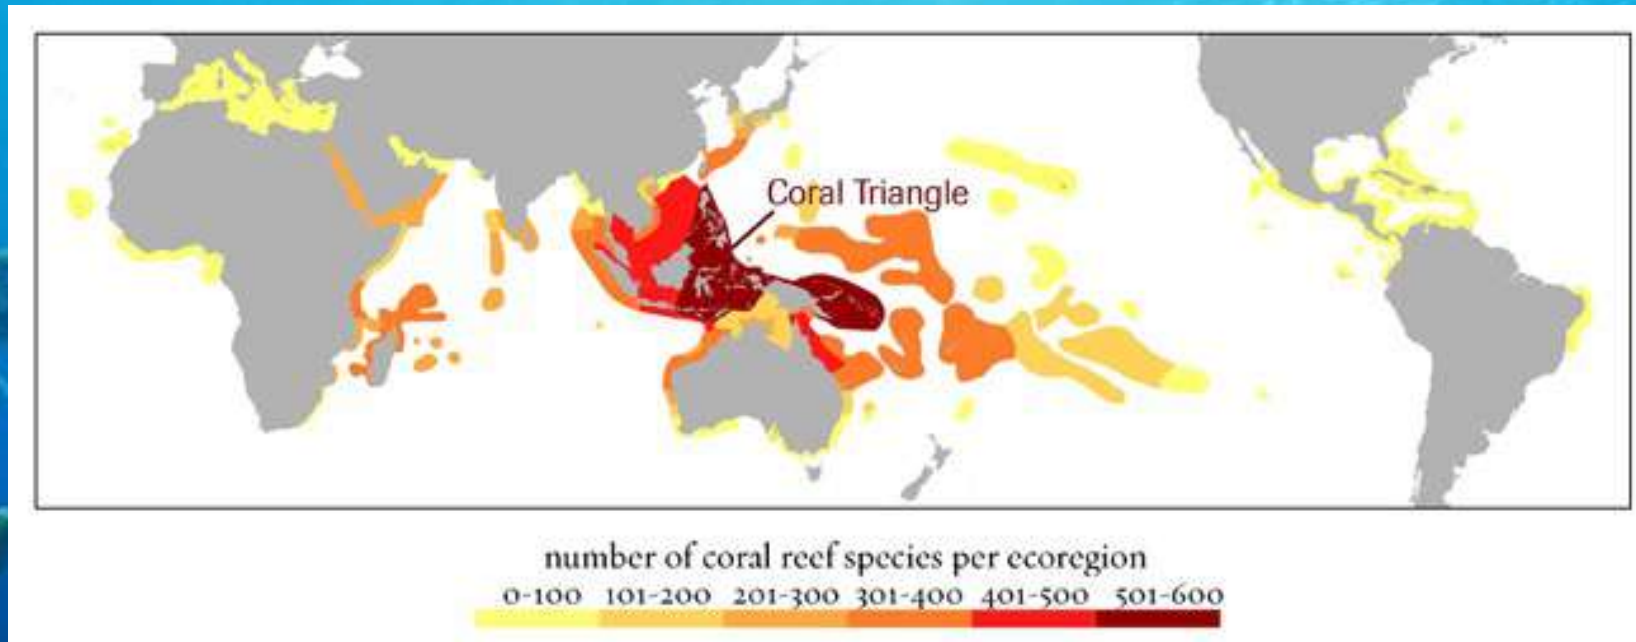 Coral Triangle
number of coral reef species per ecoregion
0-100 101-200 201-300 301-400 401-500 501-600